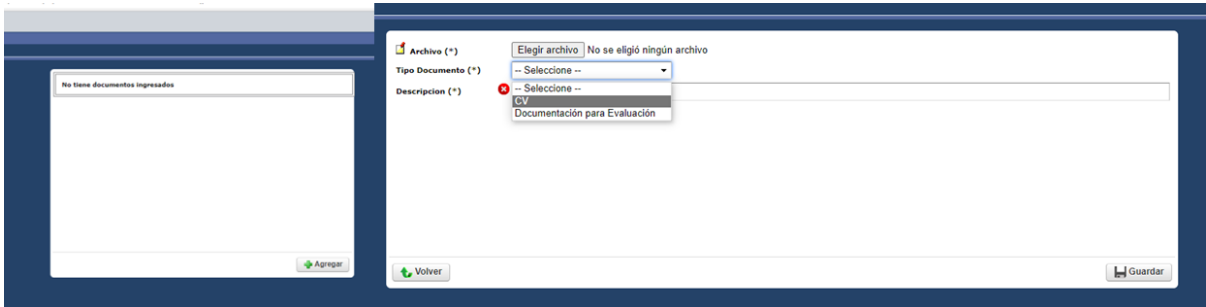 No tiene documentos ingresados
Agregar
Archivo (*)
Elegir archivo No se eligió ningún archivo
Tipo Documento (*)
-- Seleccione --
Descripcion (*)
-- Seleccione --
CV
Documentación para Evaluación
Volver
Guardar